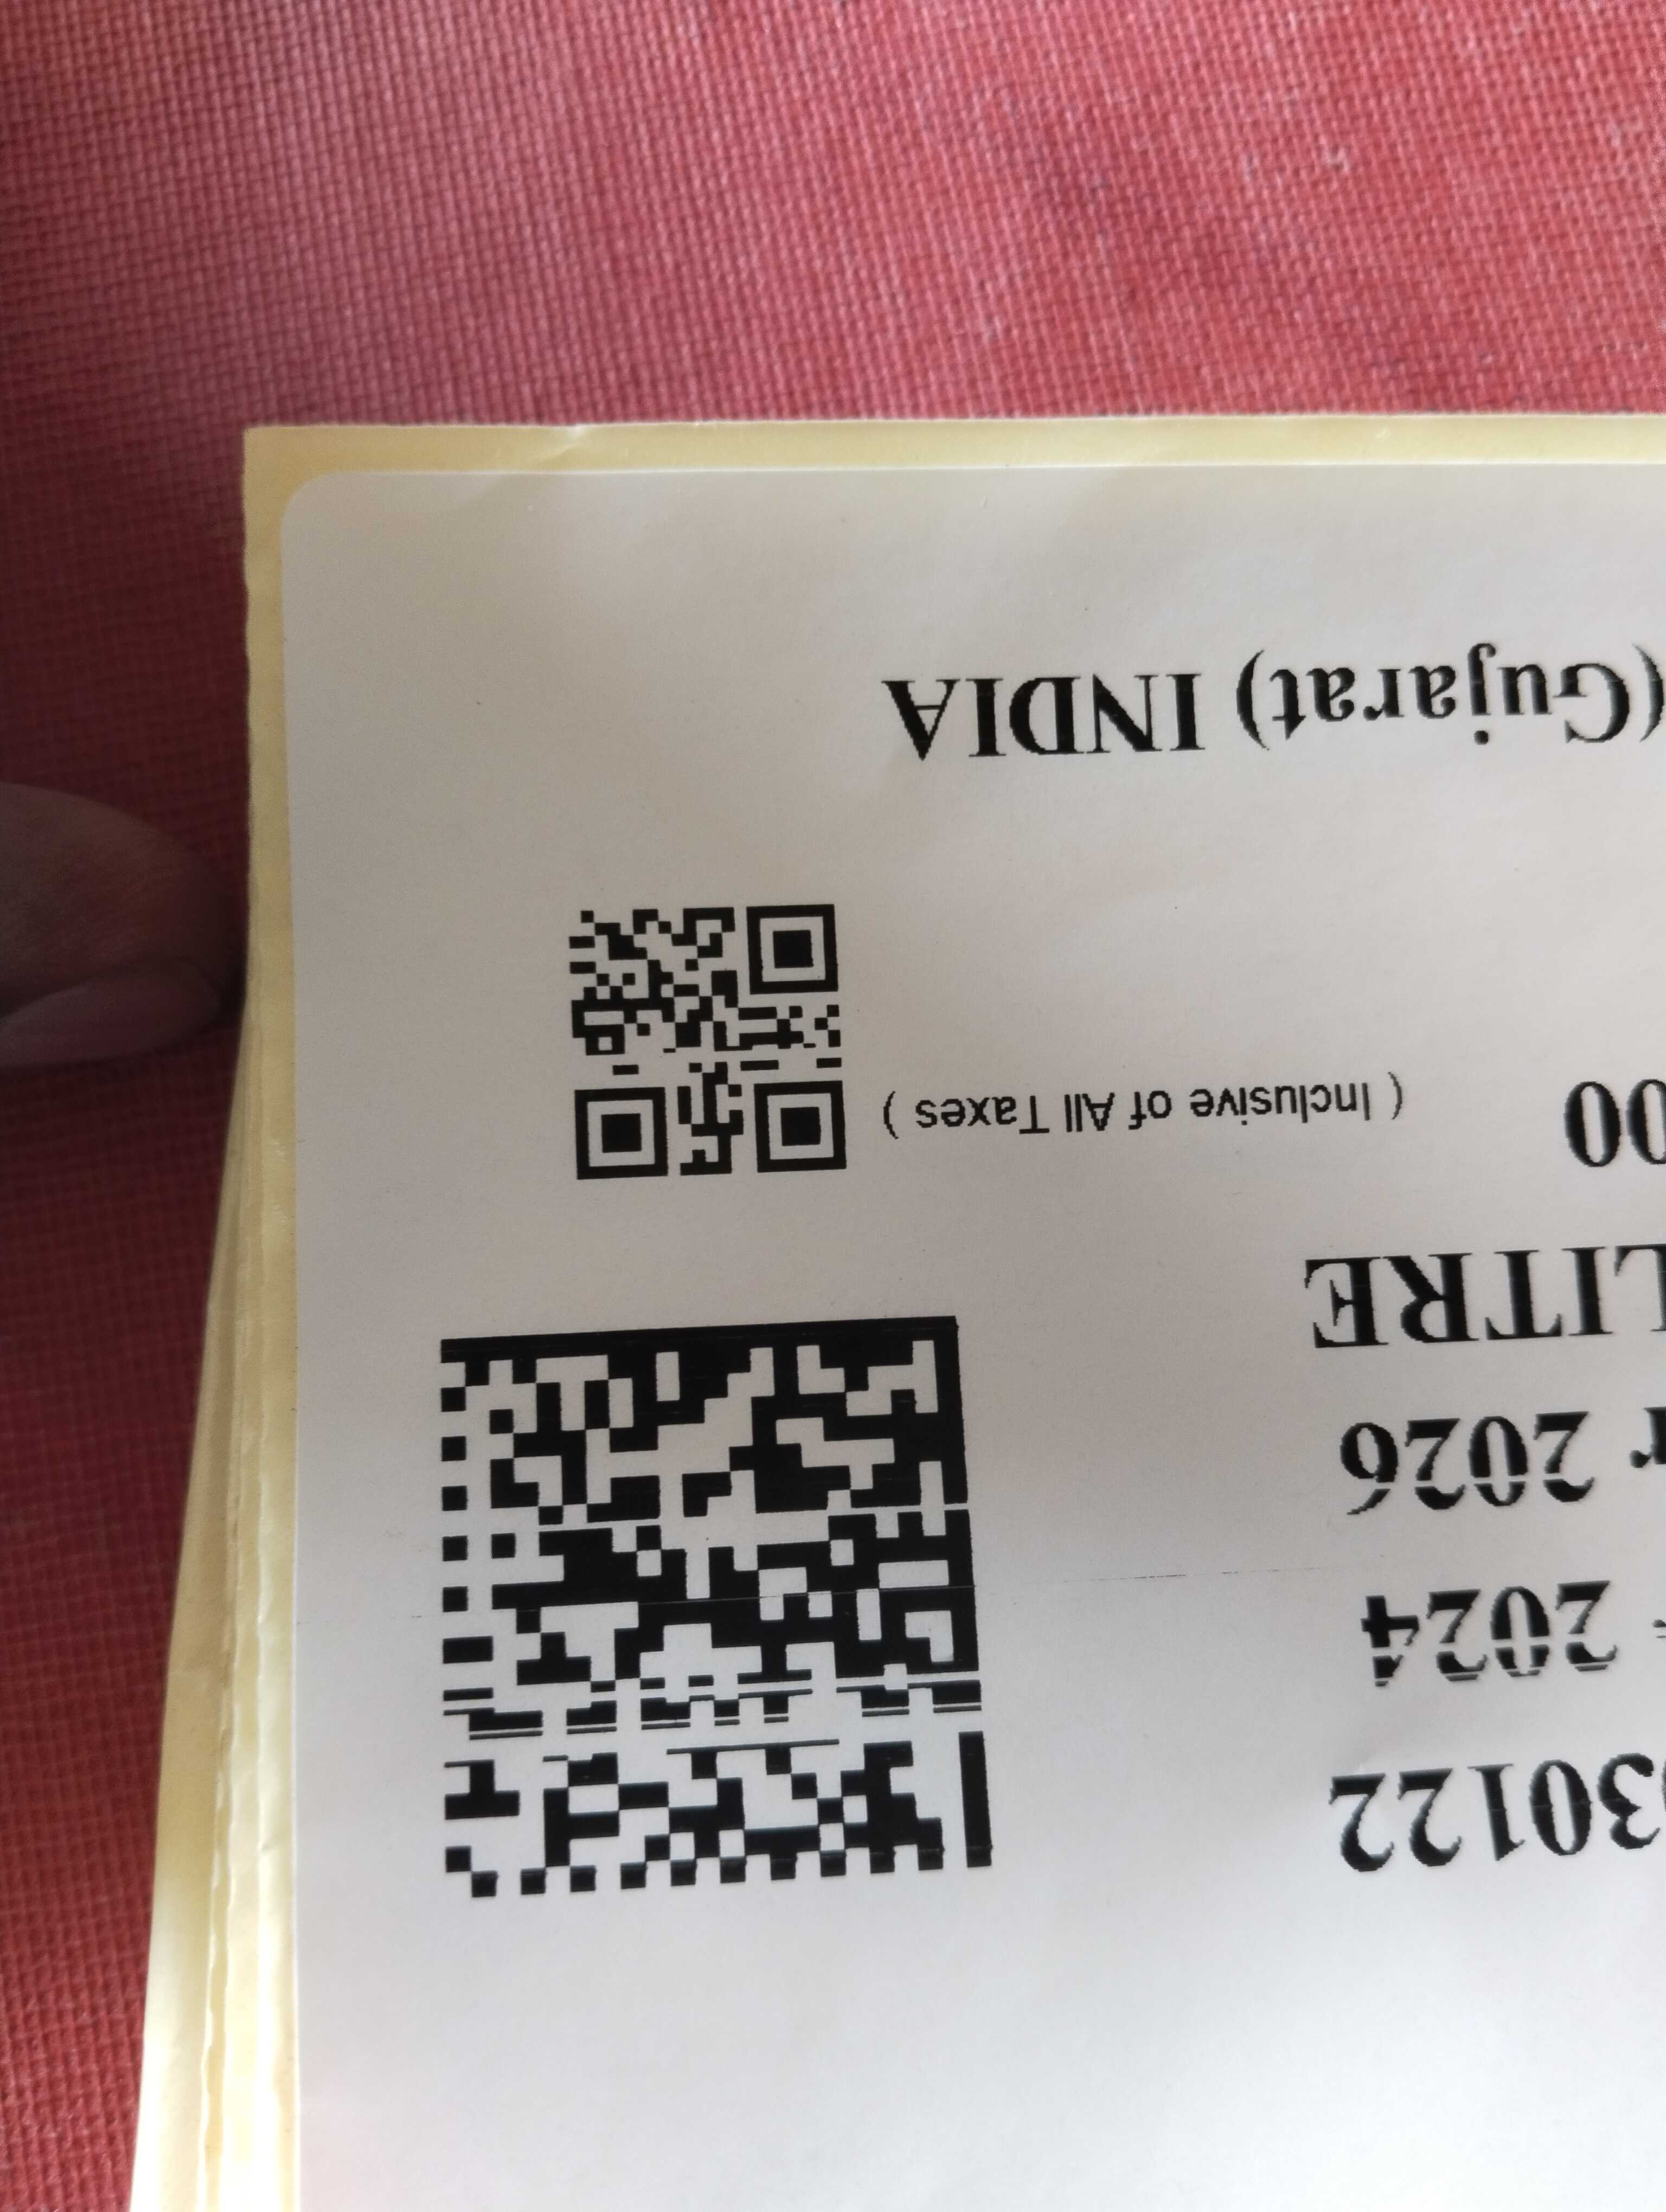 30122
2024
r 2026
LITRE
00
( Inclusive of All Taxes )
(Gujarat) INDIA